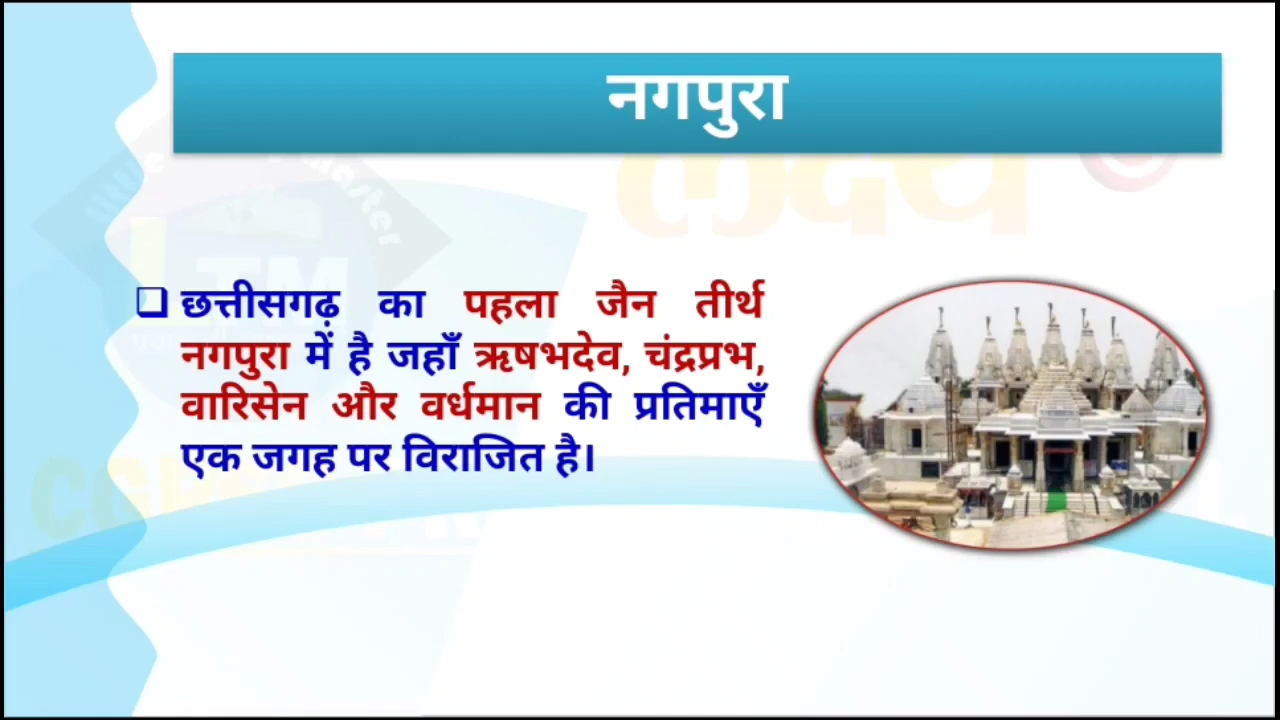 नगपुरा
छत्तीसगढ़ का पहला जैन तीर्थ
नगपुरा में है जहाँ ऋषभदेव, चंद्रप्रभ,
वारिसेन और वर्धमान की प्रतिमाएँ
एक जगह पर विराजित है।